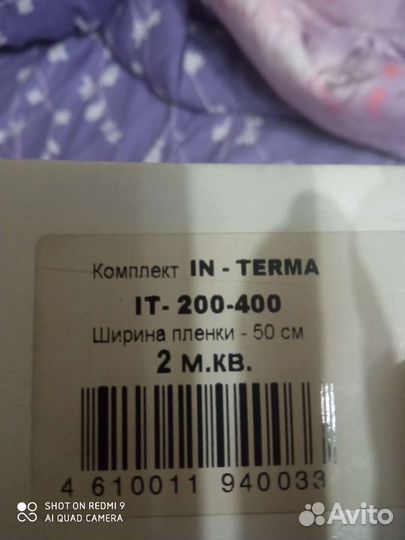 Комплект IN - TERMA
IT- 200-400
Ширина пленки - 50 см
2 м.кв.
4 610011 940033
SHOT ON REDMI 9
AI QUAD CAMERA
Avito